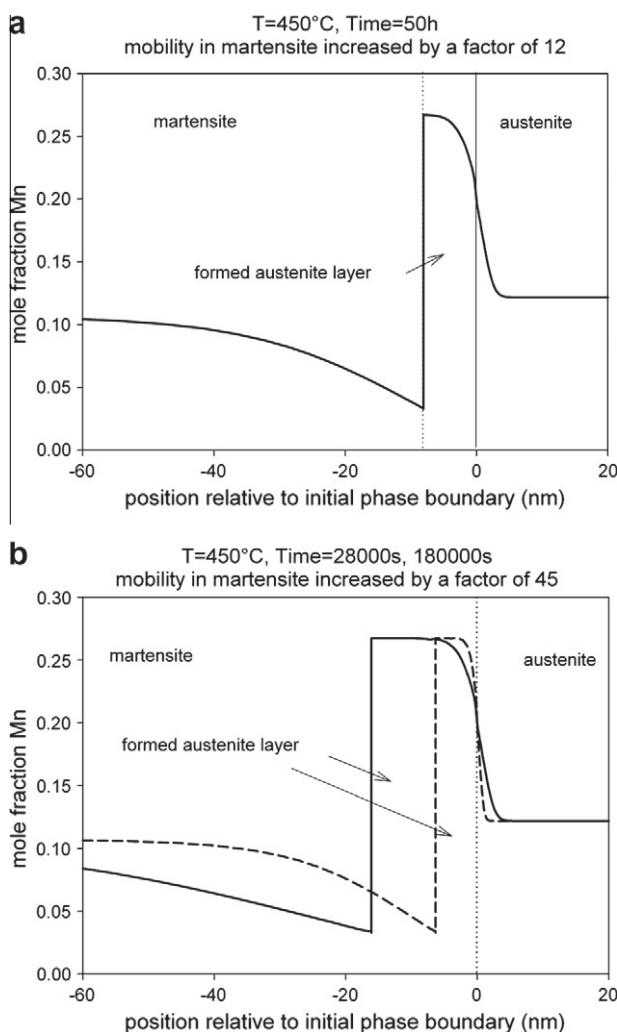 a
T=450°C, Time=50h
mobility in martensite increased by a factor of 12
0.30
martensite
austenite
0.25
mole fraction Mn
0.20
0.15
formed austenite layer
0.10
0.05
0.00
-60 -40 -20 0 20
position relative to initial phase boundary (nm)
b
T=450°C, Time=28000s, 180000s
mobility in martensite increased by a factor of 45
0.30
martensite
austenite
0.25
mole fraction Mn
0.20
formed austenite layer
0.15
0.10
0.05
0.00
-60 -40 -20 0 20
position relative to initial phase boundary (nm)